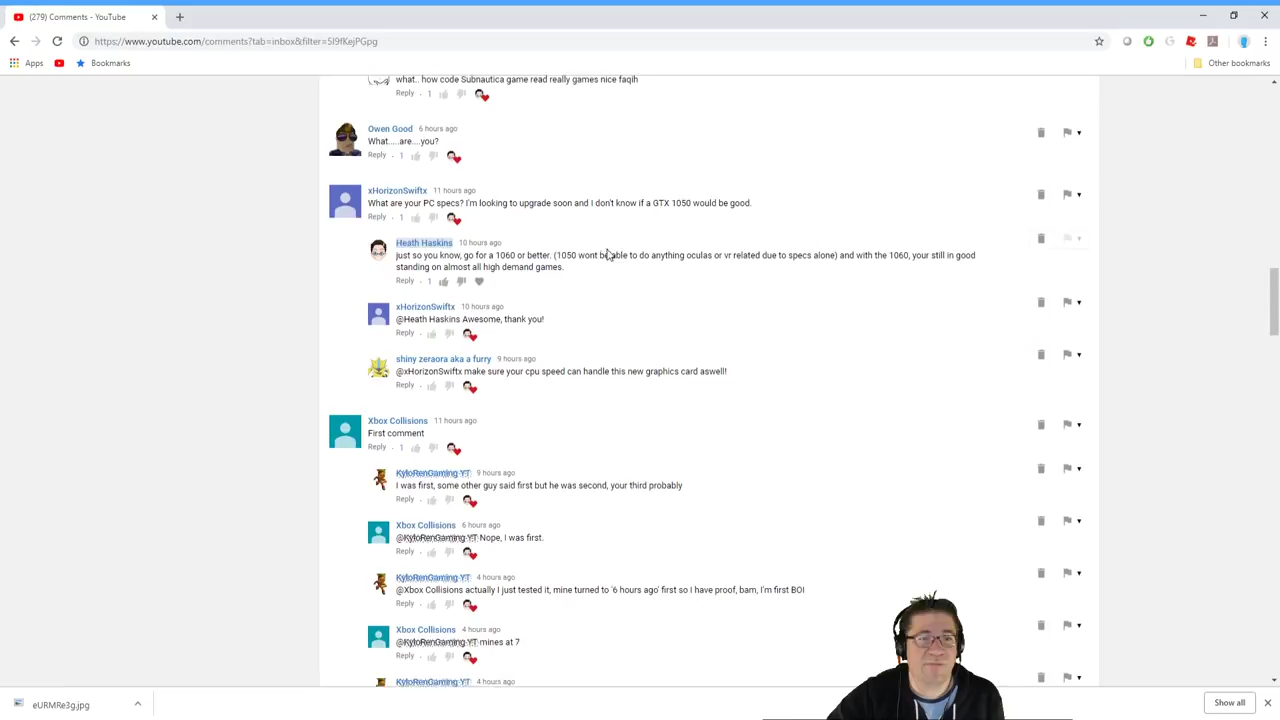 (279) Comments - YouTube
https://www.youtube.com/comments?tab=inbox&filter=5l9fKejPGpg
Apps
Bookmarks
Other bookmarks
what.. how code Subnautica game read really games nice faqih
Reply . 1
Owen Good 6 hours ago
What.....are....you?
Reply . 1
xHorizonSwiftx 11 hours ago
What are your PC specs? I'm looking to upgrade soon and I don't know if a GTX 1050 would be good.
Reply . 1
Heath Haskins 10 hours ago
just so you know, go for a 1060 or better. (1050 wont be able to do anything oculas or vr related due to specs alone) and with the 1060, your still in good
standing on almost all high demand games.
Reply . 1
xHorizonSwiftx 10 hours ago
@Heath Haskins Awesome, thank you!
Reply .
shiny zeraora aka a furry 9 hours ago
@xHorizonSwiftx make sure your cpu speed can handle this new graphics card aswell!
Reply .
Xbox Collisions 11 hours ago
First comment
Reply . 1
KyloRenGaming-YT 9 hours ago
I was first, some other guy said first but he was second, your third probably
Reply .
Xbox Collisions 6 hours ago
@KyloRenGaming-YT Nope, I was first.
Reply .
KyloRenGaming-YT 4 hours ago
@Xbox Collisions actually I just tested it, mine turned to '6 hours ago' first so I have proof, bam, I'm first BOI
Reply .
Xbox Collisions 4 hours ago
@KyloRenGaming-YT mines at 7
Reply .
KyloRenGaming-YT 4 hours ago
eURMRe3g.jpg
Show all